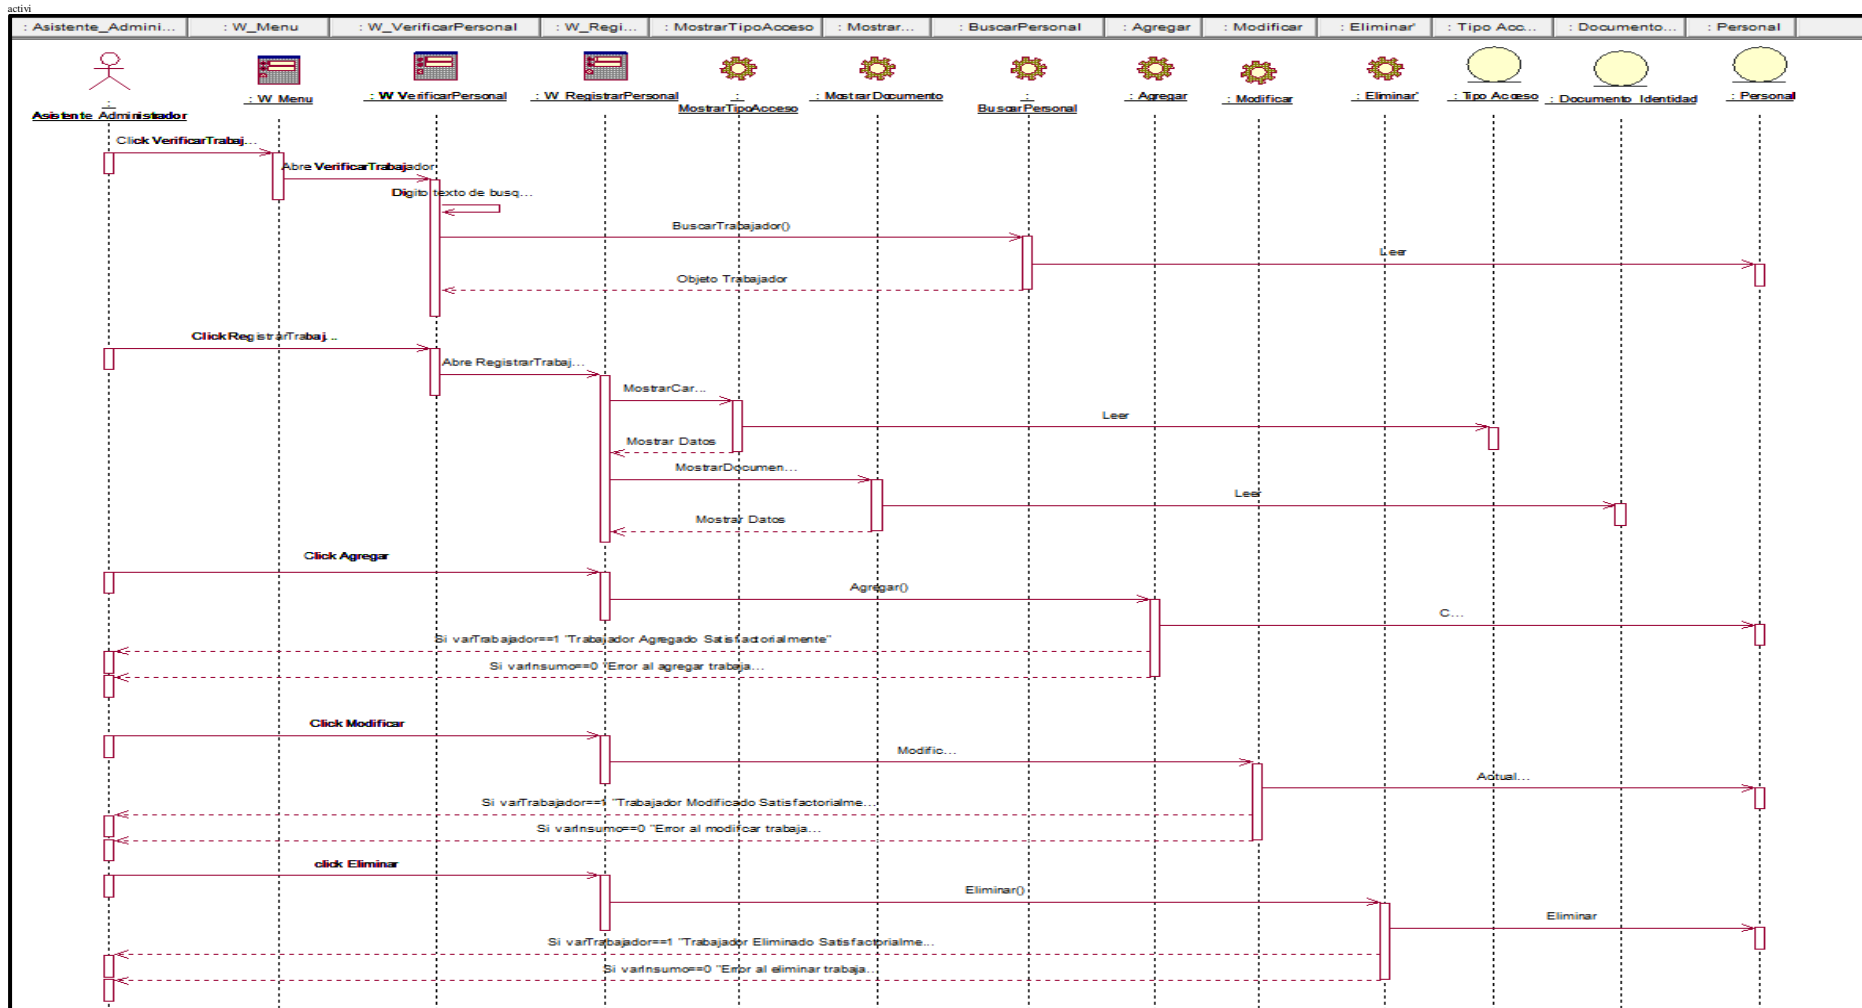 activi
: Asistente_Admini...
: W_Menu
: W_VerificarPersonal
: W_Regi...
: MostrarTipoAcceso
: Mostrar...
: BuscarPersonal
: Agregar
: Modificar
: Eliminar'
: Tipo Acc...
: Documento...
: Personal
:
Asistente_Administrador
: W_Menu
: W_VerificarPersonal
: W_RegistrarPersonal
:
MostrarTipoAcceso
: MostrarDocumento
:
BuscarPersonal
: Agregar
: Modificar
: Eliminar'
: Tipo Acceso
: Documento_Identidad
: Personal
Click VerificarTrabaj...
Abre VerificarTrabajador
Digito texto de busq...
BuscarTrabajador()
Leer
Objeto Trabajador
Click RegistrarTrabaj...
Abre RegistrarTrabaj...
MostrarCar...
Leer
Mostrar Datos
MostrarDocumen...
Leer
Mostrar Datos
Click Agregar
Agregar()
C...
Si varTrabajador==1 "Trabajador Agregado Satisfactorialmente"
Si varInsumo==0 "Error al agregar trabaja...
Click Modificar
Modific...
Actual...
Si varTrabajador==1 "Trabajador Modificado Satisfactorialme...
Si varInsumo==0 "Error al modifcar trabaja...
click Eliminar
Eliminar()
Eliminar
Si varTrabajador==1 "Trabajador Eliminado Satisfactorialme...
Si varInsumo==0 "Error al eliminar trabaja...